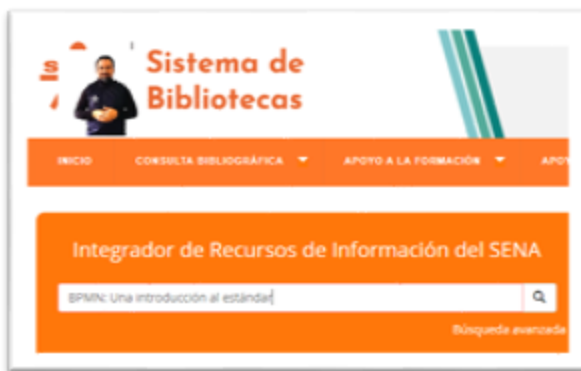 s
Sistema de
Bibliotecas
INICIO CONSULTA BIBLIOGRÁFICA APOYO A LA FORMACIÓN APOY
Integrador de Recursos de Información del SENA
BPMN: Una introducción al estándar
Búsqueda avanzada